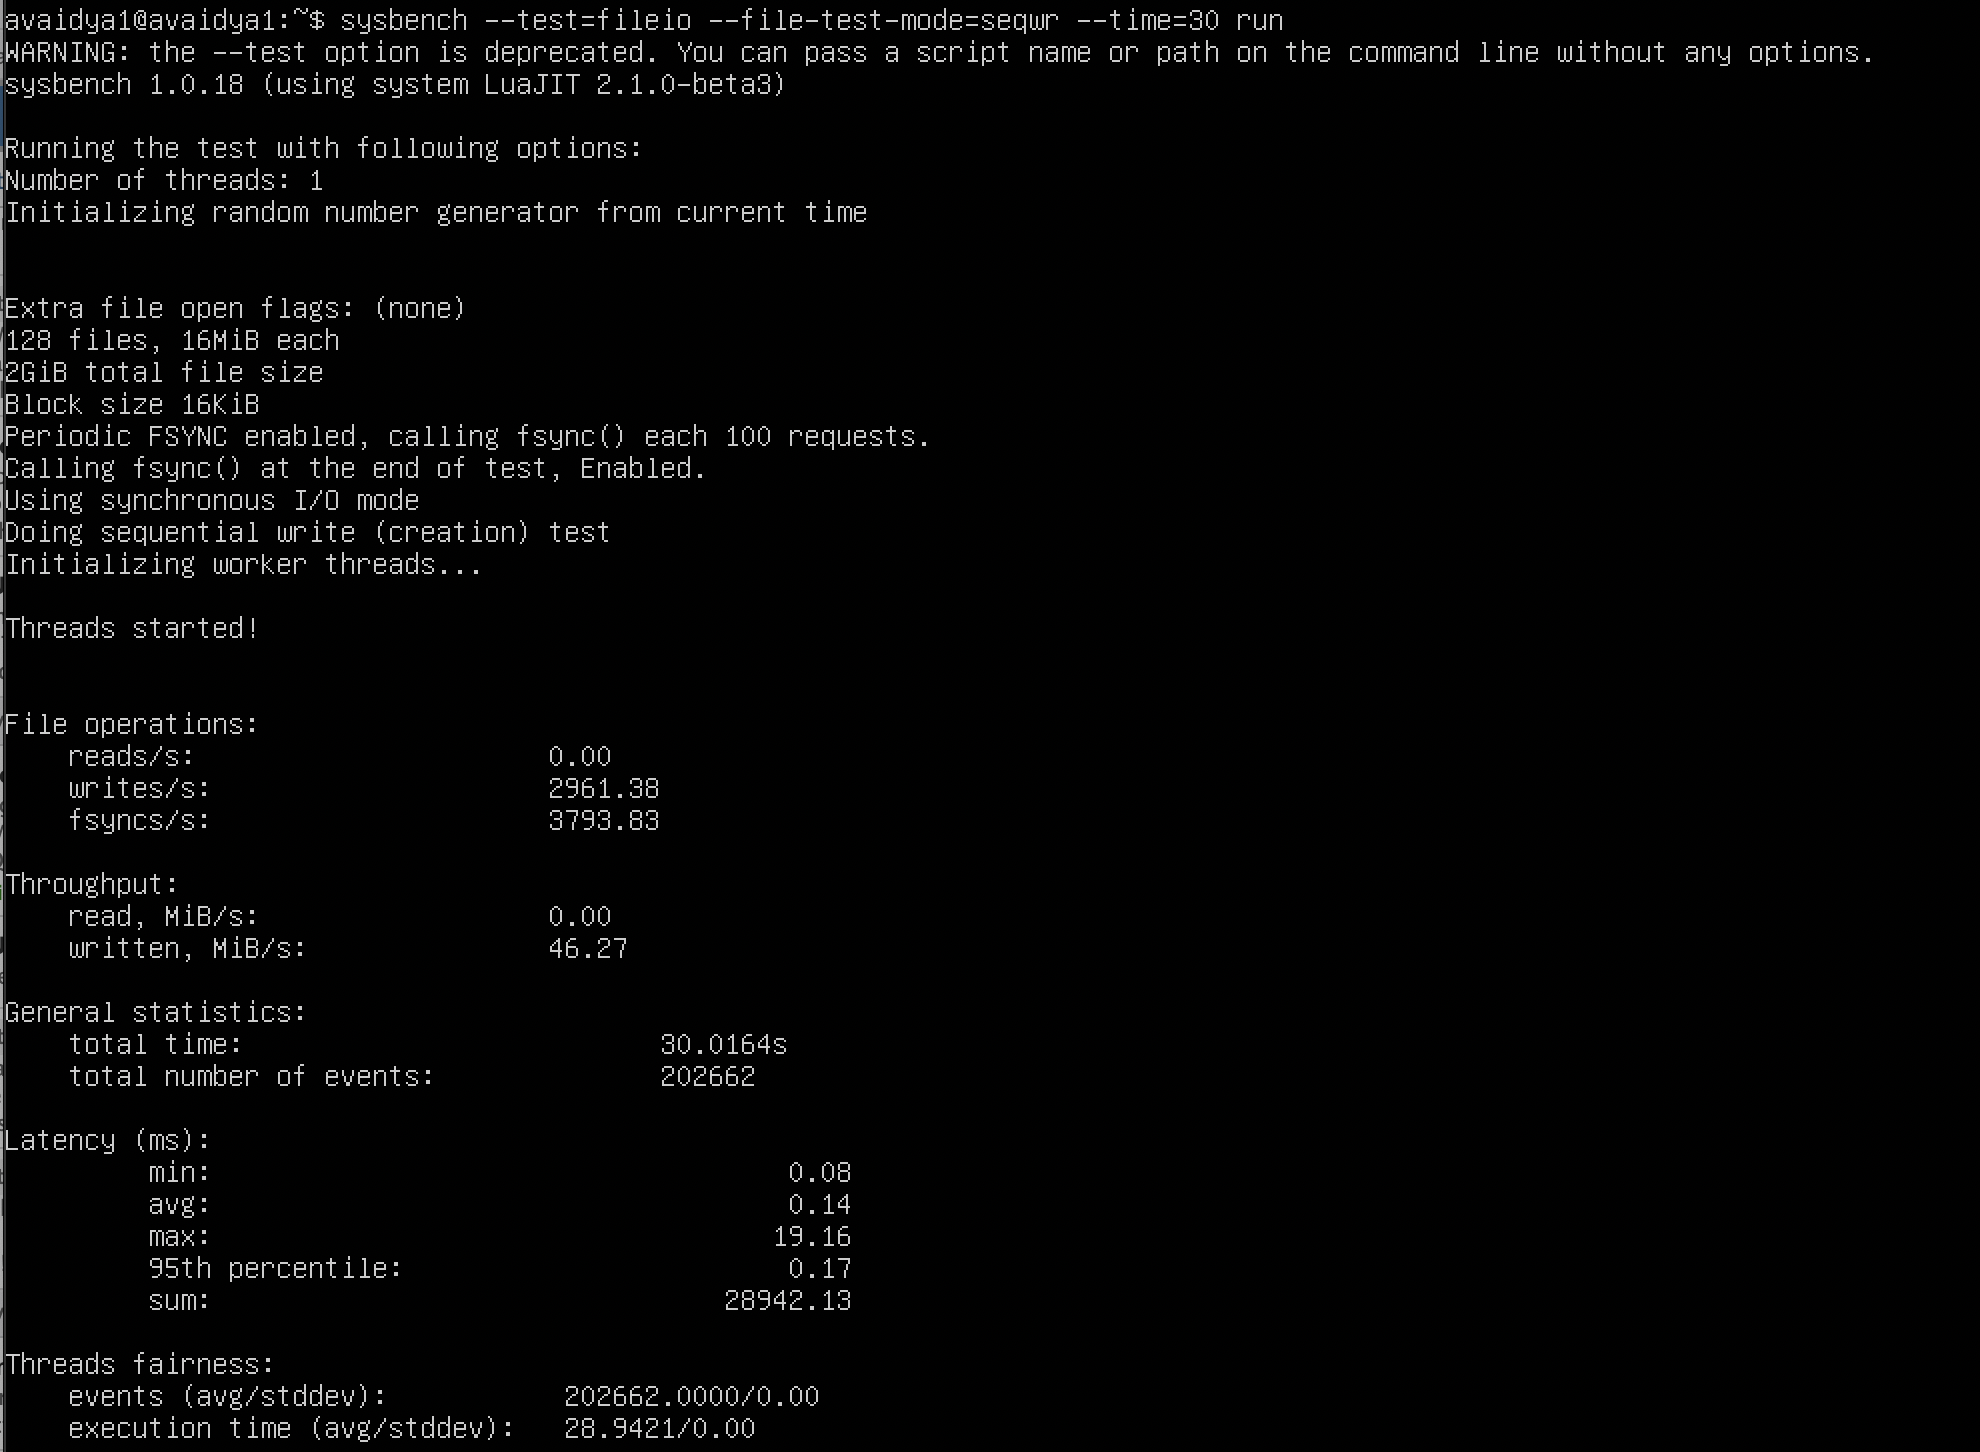 avaidya1@avaidya1:~$ sysbench --test=fileio --file-test-mode=seqwr --time=30 run
WARNING: the --test option is deprecated. You can pass a script name or path on the command line without any options.
sysbench 1.0.18 (using system LuaJIT 2.1.0-beta3)
Running the test with following options:
Number of threads: 1
Initializing random number generator from current time
Extra file open flags: (none)
128 files, 16MiB each
2GiB total file size
Block size 16KiB
Periodic FSYNC enabled, calling fsync() each 100 requests.
Calling fsync() at the end of test, Enabled.
Using synchronous I/O mode
Doing sequential write (creation) test
Initializing worker threads...
Threads started!
File operations:
reads/s: 0.00
writes/s: 2961.38
fsyncs/s: 3793.83
Throughput:
read, MiB/s: 0.00
written, MiB/s: 46.27
General statistics:
total time: 30.0164s
total number of events: 202662
Latency (ms):
min: 0.08
avg: 0.14
max: 19.16
95th percentile: 0.17
sum: 28942.13
Threads fairness:
events (avg/stddev): 202662.0000/0.00
execution time (avg/stddev): 28.9421/0.00